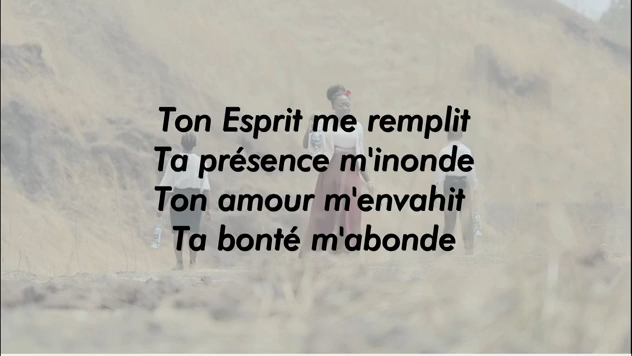 Ton Esprit me remplit
Ta présence m'inonde
Ton amour m'envahit
Ta bonté m'abonde